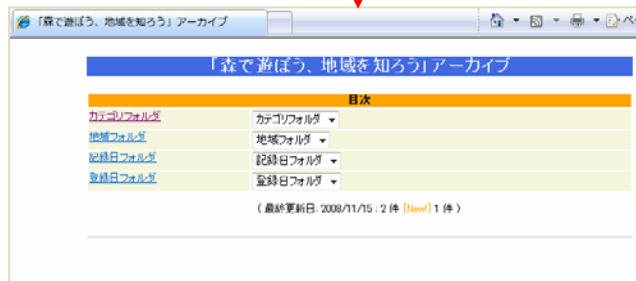 「森で遊ぼう、地域を知ろう」アーカイブ
「森で遊ぼう、地域を知ろう」アーカイブ
目次
カテゴリフォルダ カテゴリフォルダ
地域フォルダ 地域フォルダ
記録日フォルダ 記録日フォルダ
登録日フォルダ 登録日フォルダ
( 最終更新日: 2008/11/15 : 2 件 [New!] 1 件 )